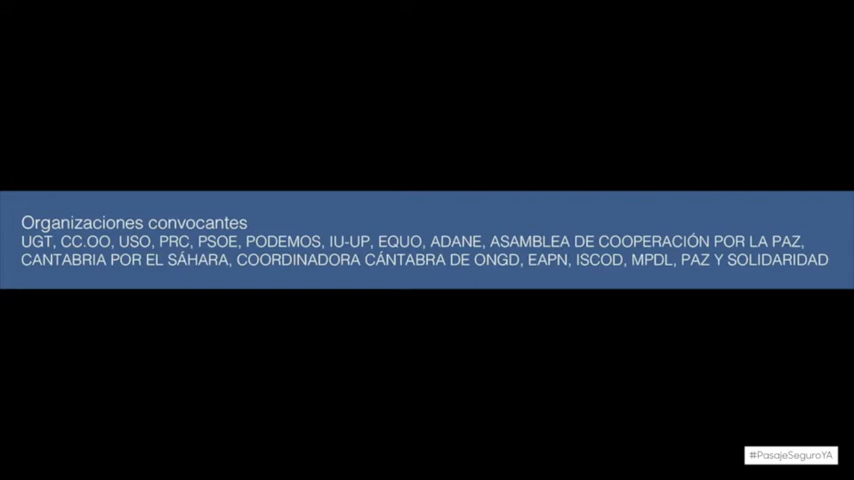 Organizaciones convocantes
UGT, CC.OO, USO, PRC, PSOE, PODEMOS, IU-UP, EQUO, ADANE, ASAMBLEA DE COOPERACIÓN POR LA PAZ,
CANTABRIA POR EL SÁHARA, COORDINADORA CÁNTABRA DE ONGD, EAPN, ISCOD, MPDL, PAZ Y SOLIDARIDAD
#PasajeSeguroYA